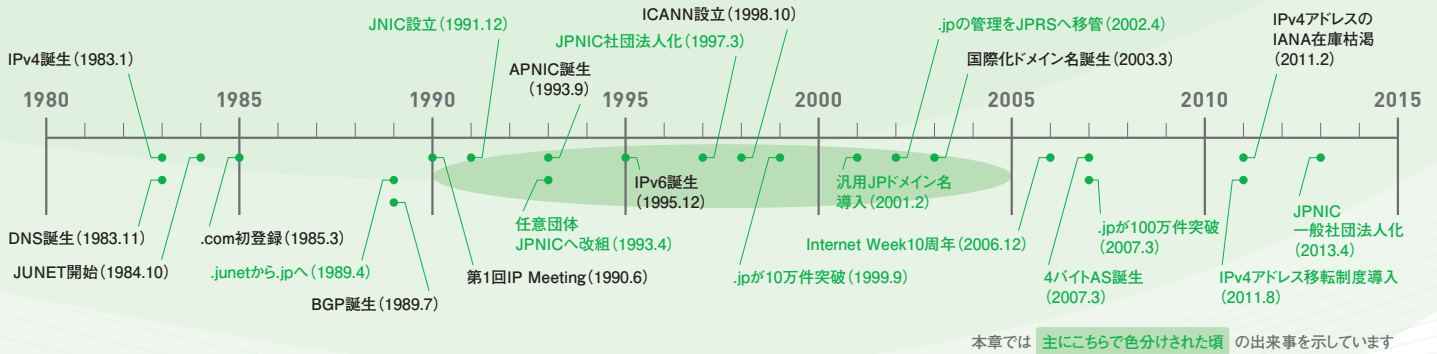 JNIC設立（1991.12）
ICANN設立（1998.10）
JPNIC社団法人化（1997.3）
.jpの管理をJPRSへ移管（2002.4）
IPv4アドレスの
IANA在庫枯渇
（2011.2）
IPv4誕生（1983.1）
APNIC誕生
（1993.9）
国際化ドメイン名誕生（2003.3）
1980
1985
1990
1995
2000
2005
2010
2015
DNS誕生（1983.11）
JUNET開始（1984.10）
.com初登録（1985.3）
.junetから.jpへ（1989.4）
BGP誕生（1989.7）
第1回IP Meeting（1990.6）
任意団体
JPNICへ改組（1993.4）
IPv6誕生
（1995.12）
.jpが10万件突破（1999.9）
汎用JPドメイン名
導入（2001.2）
Internet Week10周年（2006.12）
4バイトAS誕生
（2007.3）
.jpが100万件突破
（2007.3）
IPv4アドレス移転制度導入
（2011.8）
JPNIC
一般社団法人化
（2013.4）
本章では 主にこちらで色分けされた頃 の出来事を示しています